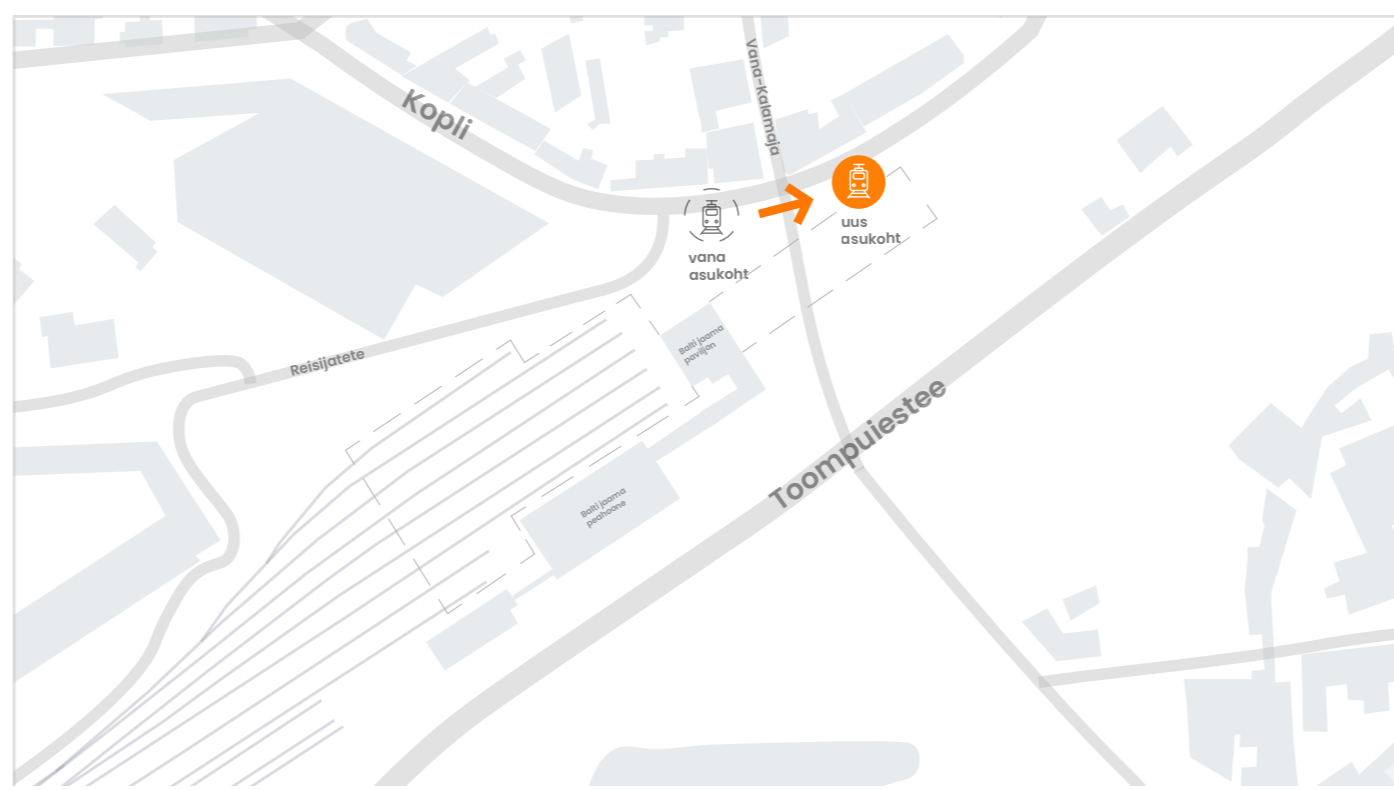 Kopli
Vana-Kalamaja
uus
asukoht
vana
asukoht
Balti jaama
paviljon
Reisijatete
Toompuiestee
Balti jaama
peahoone